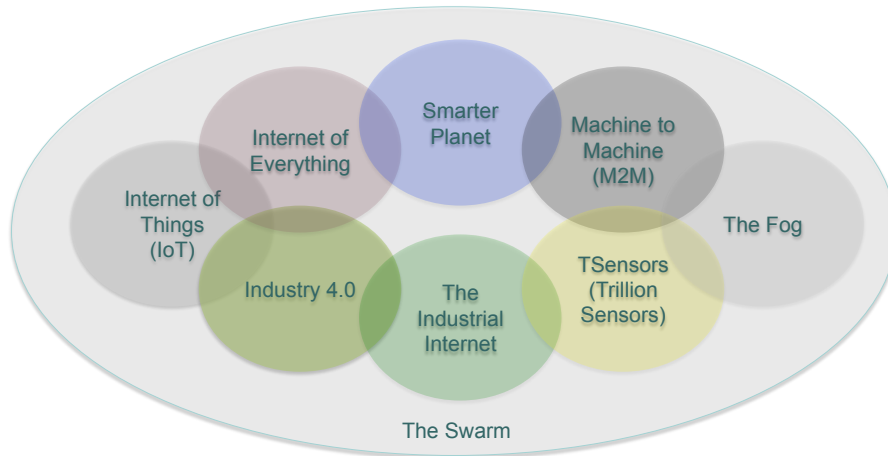 Smarter
Planet
Internet of
Everything
Machine to
Machine
(M2M)
Internet of
Things
(IoT)
The Fog
Industry 4.0
The
Industrial
Internet
TSensors
(Trillion
Sensors)
The Swarm